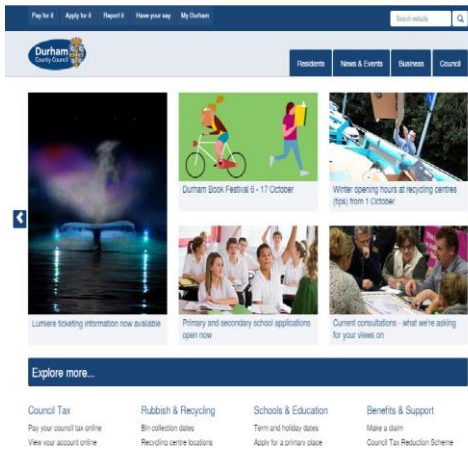 Pay for it Apply for it Report it Have your say My Durham
Search website
Durham
County Council
Residents News & Events Business Council
Lumiere ticketing information now available
Durham Book Festival 6 - 17 October
Winter opening hours at recycling centres
(tips) from 1 October
Primary and secondary school applications
open now
Current consultations - what we're asking
for your views on
Explore more...
Council Tax
Pay your council tax online
View your account online
Rubbish & Recycling
Bin collection dates
Recycling centre locations
Schools & Education
Term and holiday dates
Apply for a primary place
Benefits & Support
Make a claim
Council Tax Reduction Scheme